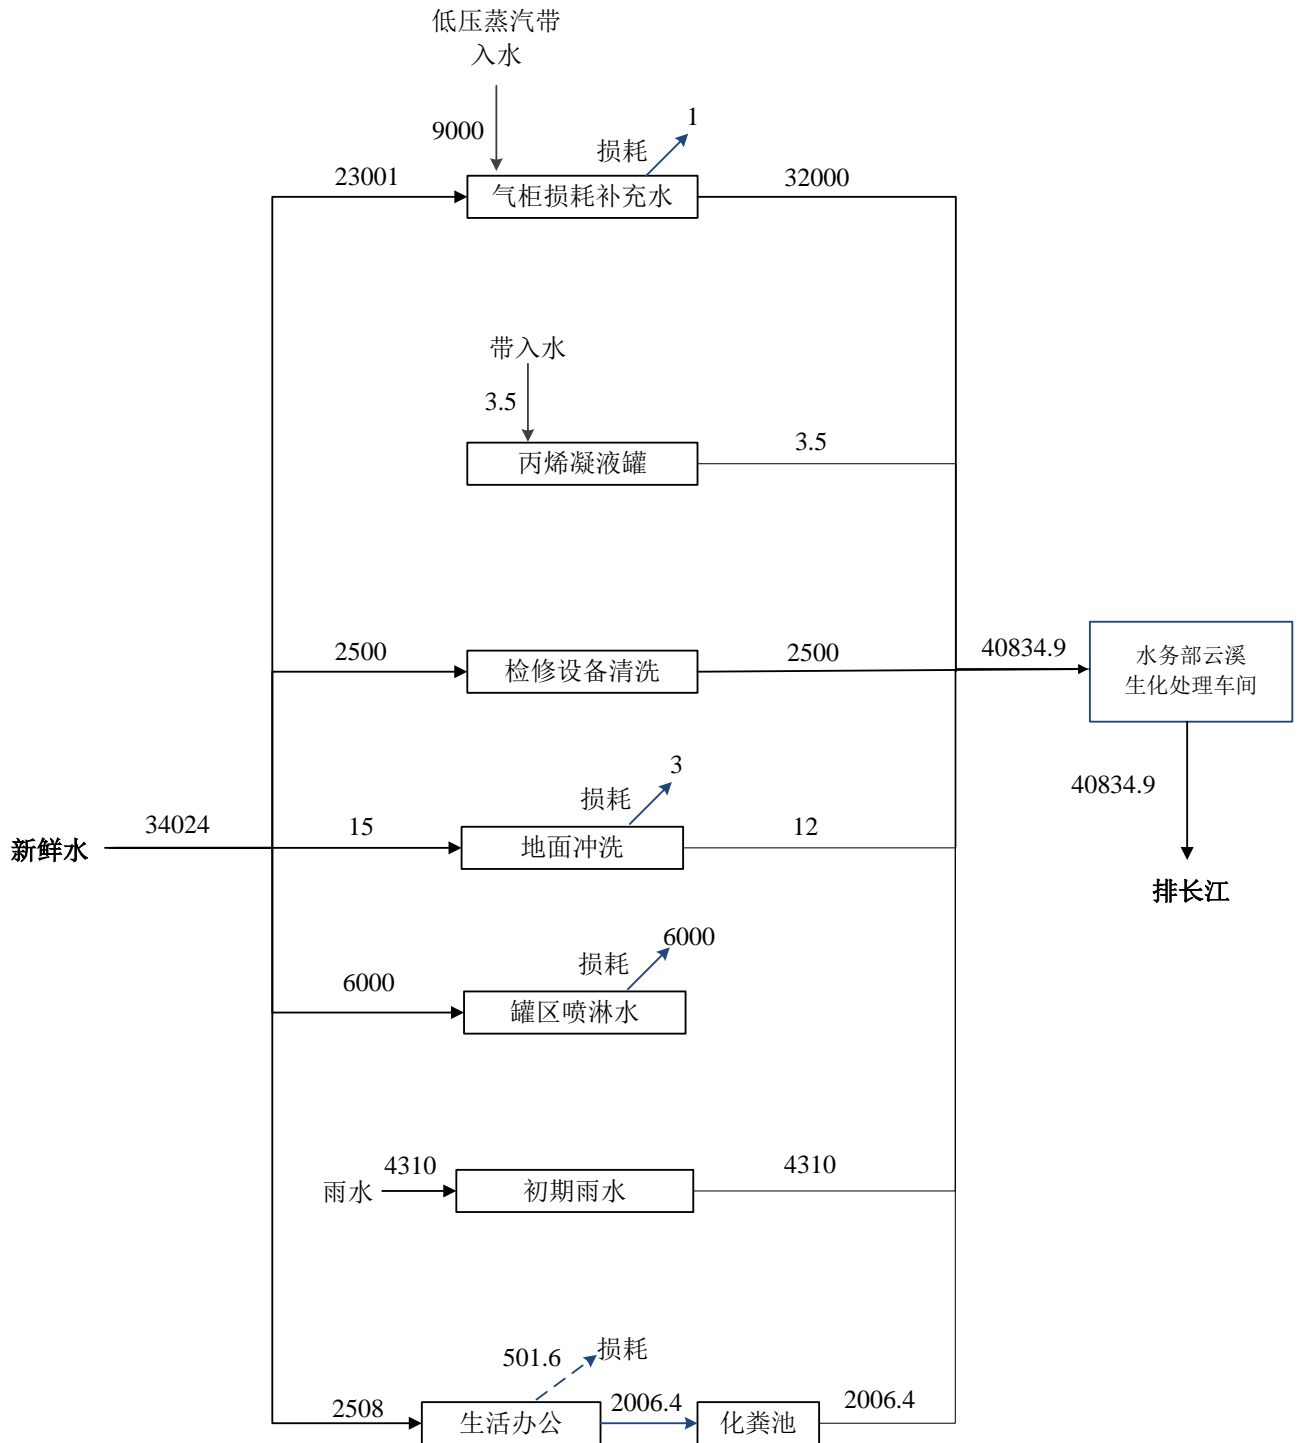 低压蒸汽带
入水
9000
损耗
1
23001
气柜损耗补充水
32000
带入水
3.5
丙烯凝液罐
3.5
2500
检修设备清洗
2500
40834.9
水务部云溪
生化处理车间
40834.9
排长江
新鲜水
34024
15
损耗
3
地面冲洗
12
6000
损耗
6000
罐区喷淋水
雨水
4310
初期雨水
4310
501.6
损耗
2508
生活办公
2006.4
化粪池
2006.4